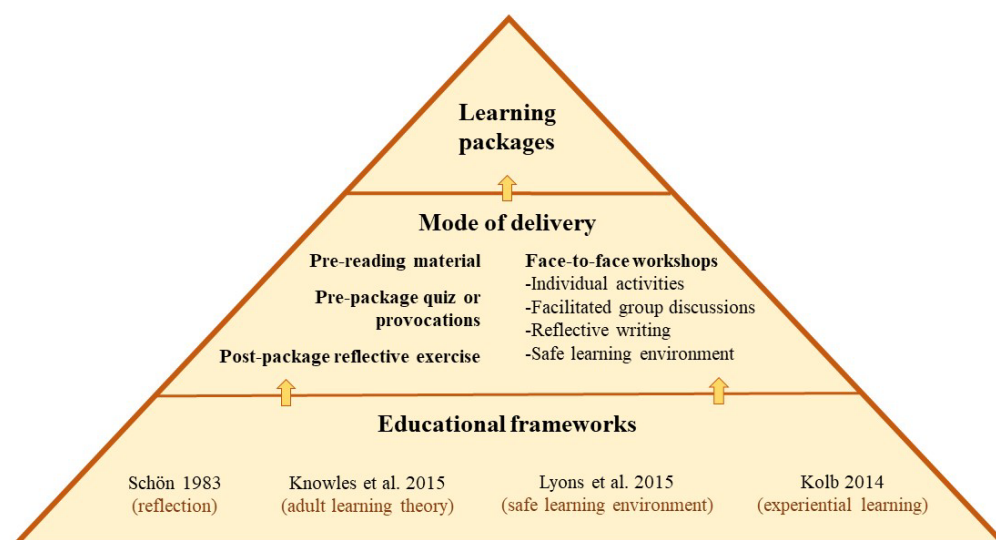 Learning
packages
Mode of delivery
Pre-reading material
Pre-package quiz or
provocations
Post-package reflective exercise
Face-to-face workshops
-Individual activities
-Facilitated group discussions
-Reflective writing
-Safe learning environment
Educational frameworks
Schön 1983
(reflection)
Knowles et al. 2015
(adult learning theory)
Lyons et al. 2015
(safe learning environment)
Kolb 2014
(experiential learning)